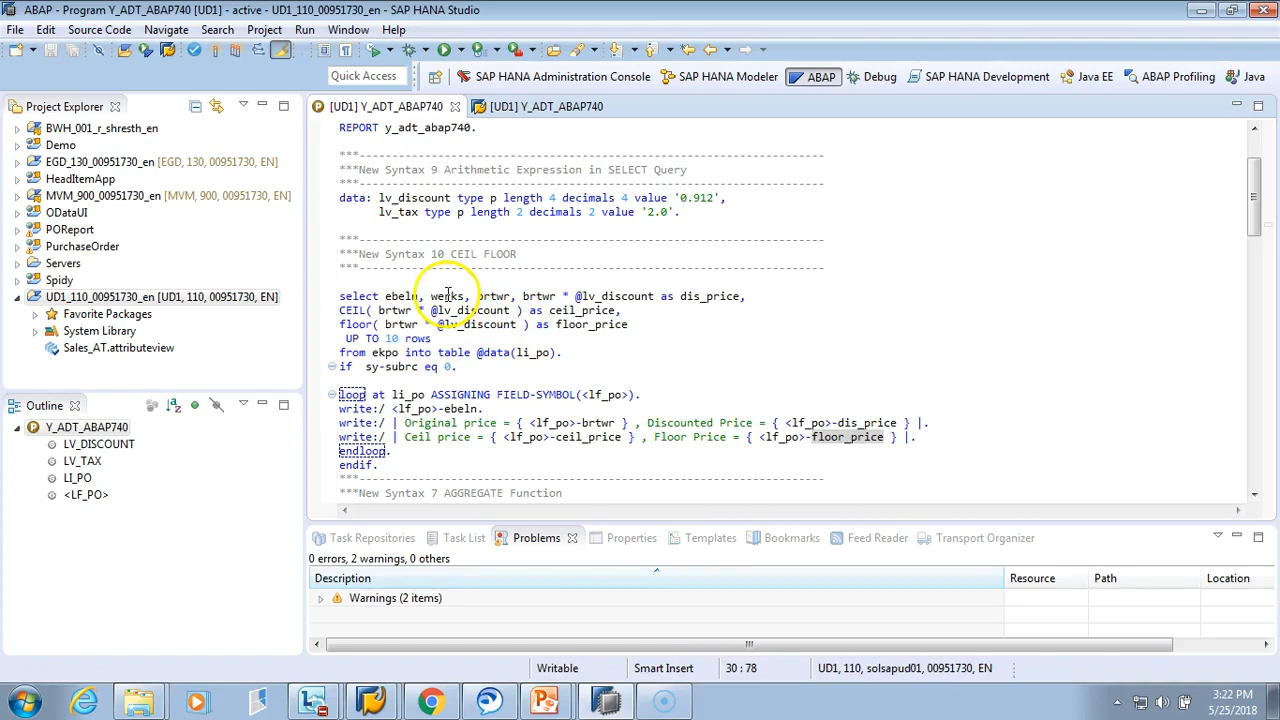 ABAP - Program Y_ADT_ABAP740 [UD1] - active - UD1_110_00951730_en - SAP HANA Studio
File Edit Source Code Navigate Search Project Run Window Help
Quick Access SAP HANA Administration Console SAP HANA Modeler ABAP Debug SAP HANA Development Java EE ABAP Profiling Java
Project Explorer
BWH_001_r_shresth_en
Demo
EGD_130_00951730_en [EGD, 130, 00951730, EN]
HeadItemApp
MVM_900_00951730_en [MVM, 900, 00951730, EN]
ODataUI
POReport
PurchaseOrder
Servers
Spidy
UD1_110_00951730_en [UD1, 110, 00951730, EN]
Favorite Packages
System Library
Sales_AT.attributeview
Outline
Y_ADT_ABAP740
LV_DISCOUNT
LV_TAX
LI_PO
<LF_PO>
[UD1] Y_ADT_ABAP740 [UD1] Y_ADT_ABAP740
REPORT y_adt_abap740.
***------------------------------------------------------------------------
***New Syntax 9 Arithmetic Expression in SELECT Query
***------------------------------------------------------------------------
data: lv_discount type p length 4 decimals 4 value '0.912',
lv_tax type p length 2 decimals 2 value '2.0'.
***------------------------------------------------------------------------
***New Syntax 10 CEIL FLOOR
***------------------------------------------------------------------------
select ebeln, werks, brtwr, brtwr * @lv_discount as dis_price,
CEIL( brtwr * @lv_discount ) as ceil_price,
floor( brtwr * @lv_discount ) as floor_price
UP TO 10 rows
from ekpo into table @data(li_po).
if sy-subrc eq 0.
loop at li_po ASSIGNING FIELD-SYMBOL(<lf_po>).
write:/ <lf_po>-ebeln.
write:/ | Original price = { <lf_po>-brtwr } , Discounted Price = { <lf_po>-dis_price } |.
write:/ | Ceil price = { <lf_po>-ceil_price } , Floor Price = { <lf_po>-floor_price } |.
endloop.
endif.
***------------------------------------------------------------------------
***New Syntax 7 AGGREGATE Function
Task Repositories Task List Problems Properties Templates Bookmarks Feed Reader Transport Organizer
0 errors, 2 warnings, 0 others
Description Resource Path Location
Warnings (2 items)
Writable Smart Insert 30 : 78 UD1, 110, solsapud01, 00951730, EN
3:22 PM
5/25/2018